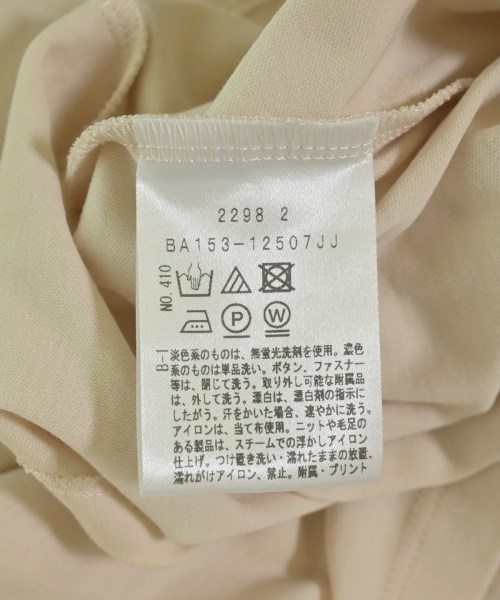 2298 2
BA153-12507JJ
NO.410
P
W
B-1
淡色系のものは、無蛍光洗剤を使用。濃色
系のものは単品洗い。ボタン、ファスナー
等は、閉じて洗う。取り外し可能な附属品
は、外して洗う。漂白は、漂白剤の指示に
したがう。汗をかいた場合、速やかに洗う。
アイロンは、当て布使用。ニットや毛足の
ある製品は、スチームでの浮かしアイロン
仕上げ。つけ置き洗い・濡れたままの放置、
濡れがけアイロン、禁止。附属・プリント